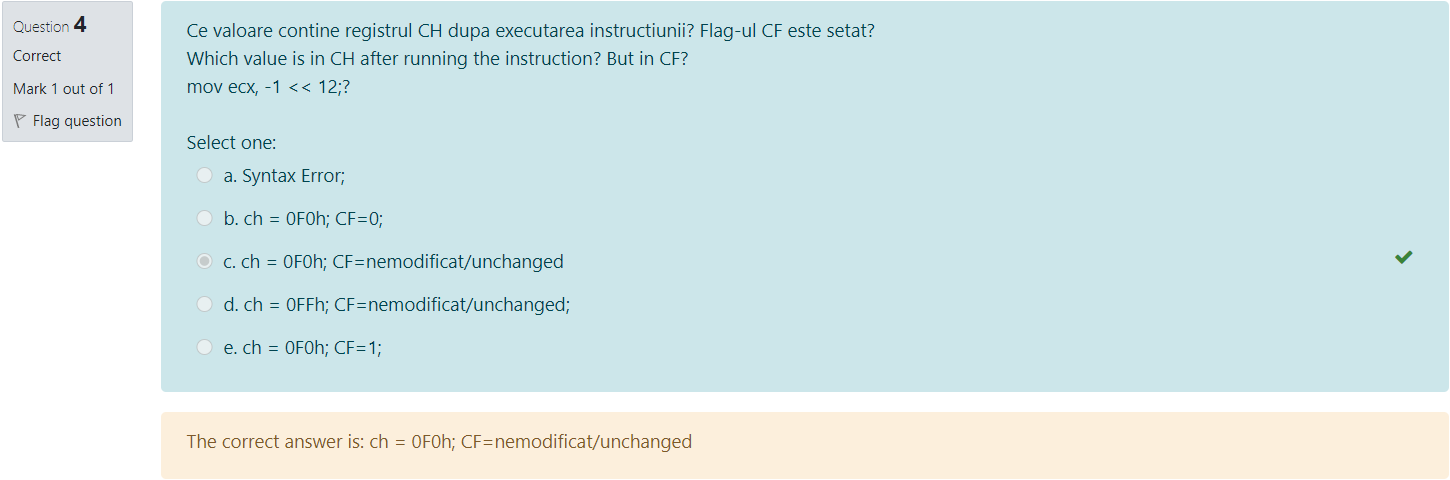 Question 4
Correct
Mark 1 out of 1
Flag question
Ce valoare contine registrul CH dupa executarea instructiunii? Flag-ul CF este setat?
Which value is in CH after running the instruction? But in CF?
mov ecx, -1 << 12;?
Select one:
a. Syntax Error;
b. ch = 0F0h; CF=0;
c. ch = 0F0h; CF=nemodificat/unchanged
d. ch = 0FFh; CF=nemodificat/unchanged;
e. ch = 0F0h; CF=1;
The correct answer is: ch = 0F0h; CF=nemodificat/unchanged